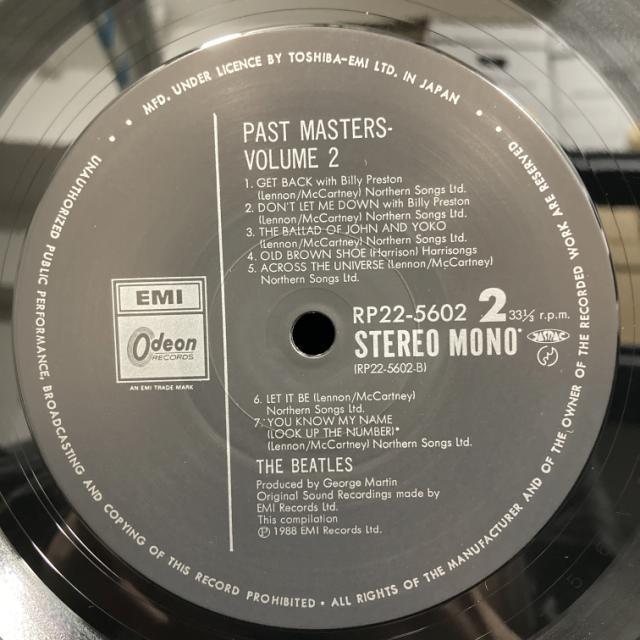 MFD. UNDER LICENCE BY TOSHIBA-EMI LTD. IN JAPAN
PAST MASTERS-
VOLUME 2
1. GET BACK with Billy Preston
(Lennon/McCartney) Northern Songs Ltd.
2. DON'T LET ME DOWN with Billy Preston
(Lennon/McCartney) Northern Songs Ltd.
3. THE BALLAD OF JOHN AND YOKO
(Lennon/McCartney) Northern Songs Ltd.
4. OLD BROWN SHOE (Harrison) Harrisongs
5. ACROSS THE UNIVERSE (Lennon/McCartney)
Northern Songs Ltd.
EMI
Odeon
RECORDS
AN EMI TRADE MARK
RP22-5602 2 33⅓ r.p.m.
STEREO MONO*
(RP22-5602-B)
JASRAC
6. LET IT BE (Lennon/McCartney)
Northern Songs Ltd.
7. YOU KNOW MY NAME
(LOOK UP THE NUMBER)*
(Lennon/McCartney) Northern Songs Ltd.
THE BEATLES
Produced by George Martin
Original Sound Recordings made by
EMI Records Ltd.
This compilation
℗ 1988 EMI Records Ltd.
UNAUTHORIZED PUBLIC PERFORMANCE, BROADCASTING AND COPYING OF THIS RECORD PROHIBITED • ALL RIGHTS OF THE MANUFACTURER AND OF THE OWNER OF THE RECORDED WORK ARE RESERVED